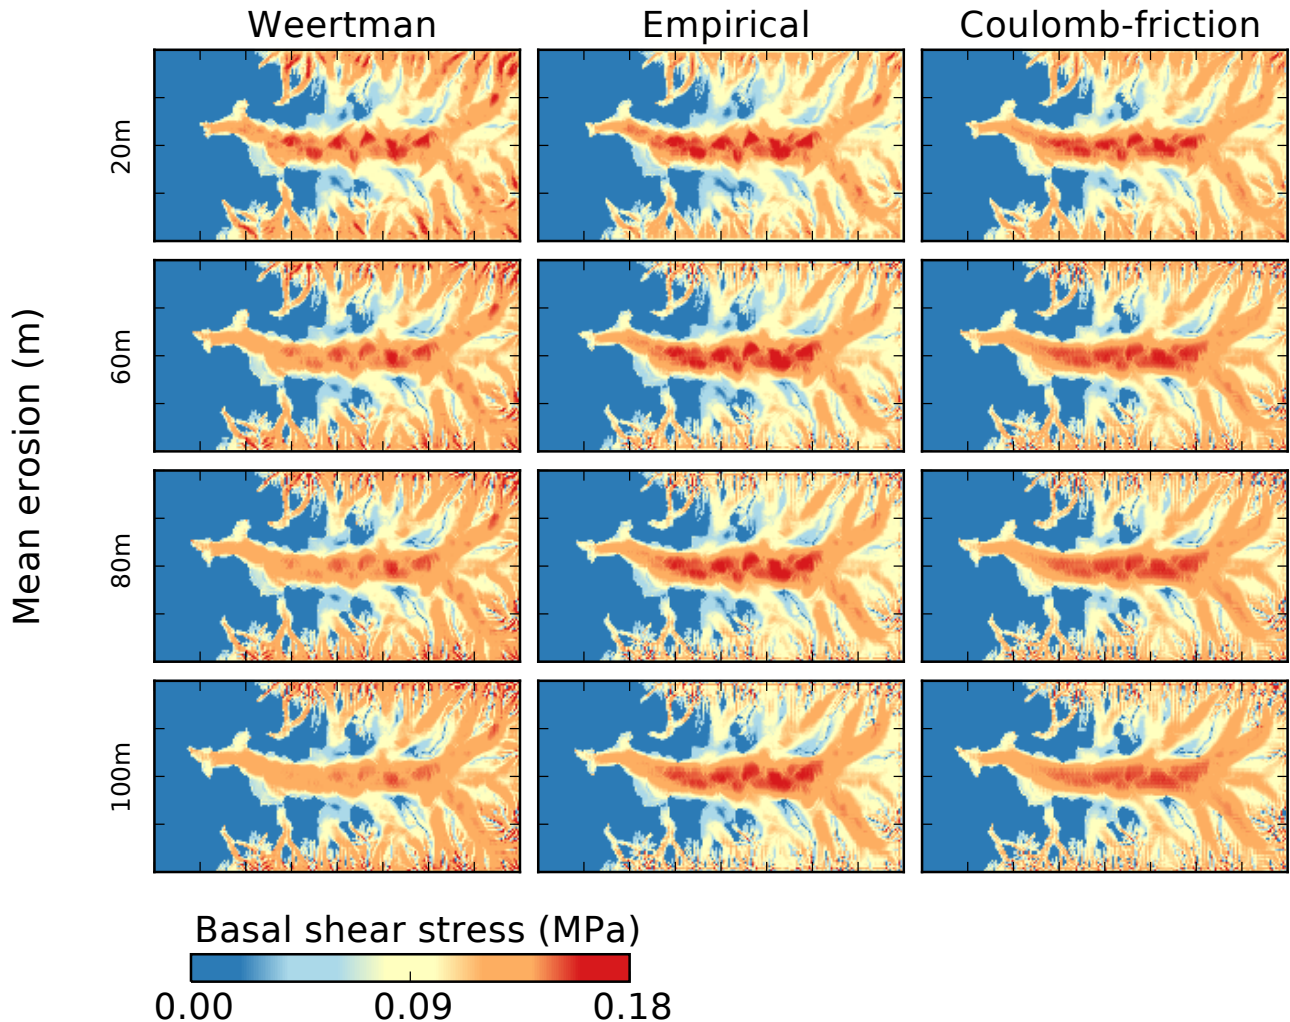 Weertman Empirical Coulomb-friction
Mean erosion (m)
20m
60m
80m
100m
Basal shear stress (MPa)
0.00 0.09 0.18